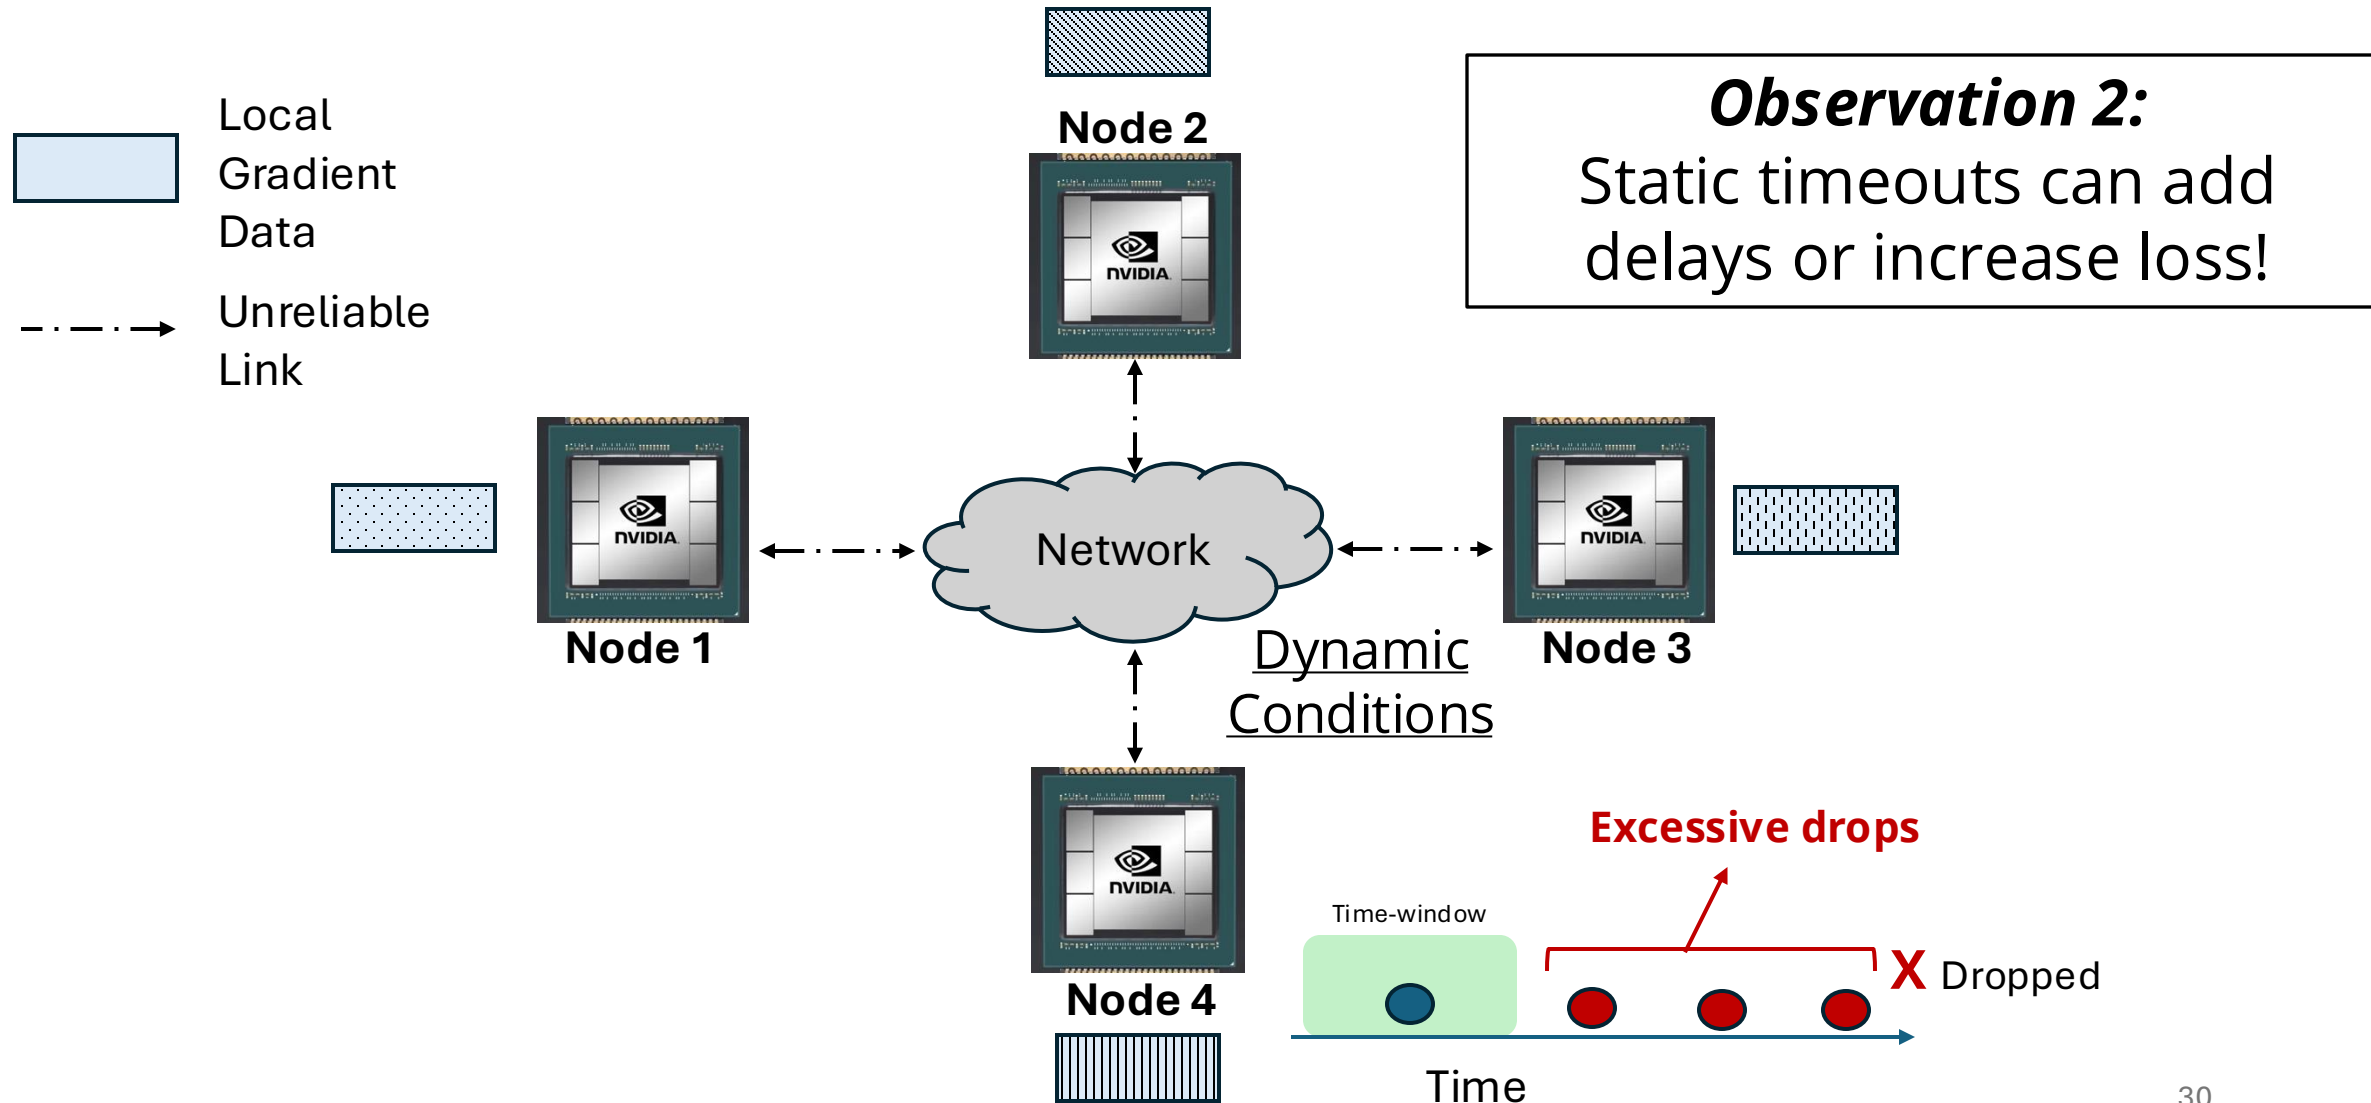 Local
Gradient
Data
Unreliable
Link
Node 2
NVIDIA
Observation 2:
Static timeouts can add
delays or increase loss!
NVIDIA
Node 1
Network
NVIDIA
Node 3
Dynamic
Conditions
NVIDIA
Node 4
Excessive drops
Time-window
X Dropped
Time
30